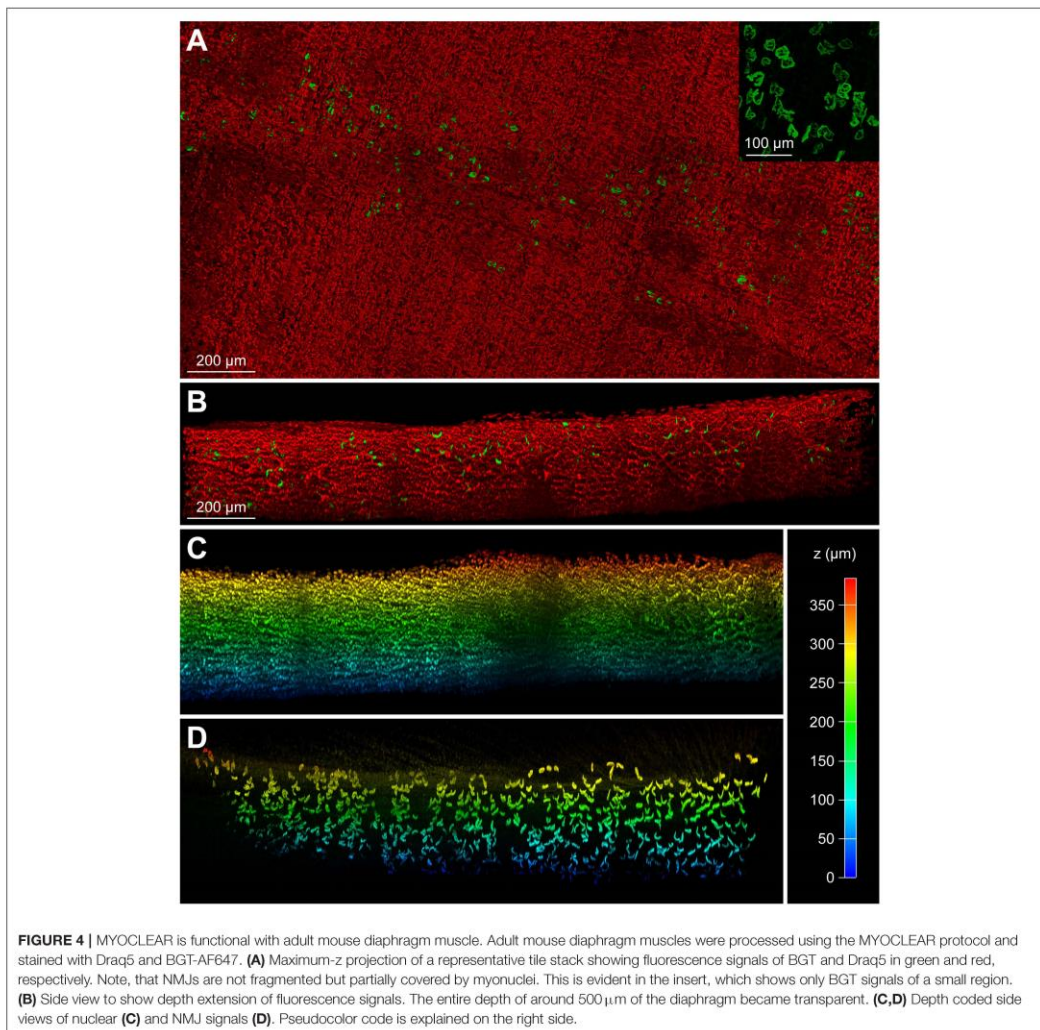 A
100 µm
200 µm
B
200 µm
C
z (µm)
350
300
250
200
150
100
50
0
D
FIGURE 4 | MYOCLEAR is functional with adult mouse diaphragm muscle. Adult mouse diaphragm muscles were processed using the MYOCLEAR protocol and
stained with Draq5 and BGT-AF647. (A) Maximum-z projection of a representative tile stack showing fluorescence signals of BGT and Draq5 in green and red,
respectively. Note, that NMJs are not fragmented but partially covered by myonuclei. This is evident in the insert, which shows only BGT signals of a small region.
(B) Side view to show depth extension of fluorescence signals. The entire depth of around 500 µm of the diaphragm became transparent. (C,D) Depth coded side
views of nuclear (C) and NMJ signals (D). Pseudocolor code is explained on the right side.